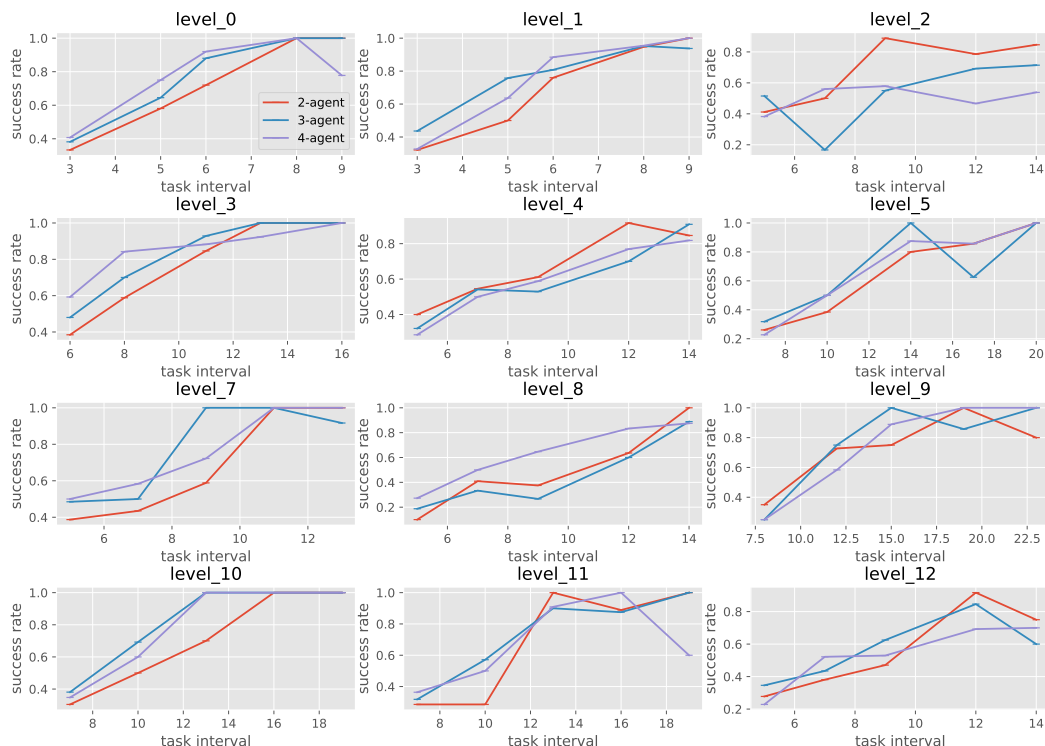 level_0
success rate
1.0
0.8
0.6
0.4
2-agent
3-agent
4-agent
3 4 5 6 7 8 9
task interval
level_1
success rate
1.0
0.8
0.6
0.4
3 4 5 6 7 8 9
task interval
level_2
success rate
0.8
0.6
0.4
0.2
6 8 10 12 14
task interval
level_3
success rate
1.0
0.8
0.6
0.4
6 8 10 12 14 16
task interval
level_4
success rate
0.8
0.6
0.4
6 8 10 12 14
task interval
level_5
success rate
1.0
0.8
0.6
0.4
0.2
8 10 12 14 16 18 20
task interval
level_7
success rate
1.0
0.8
0.6
0.4
6 8 10 12
task interval
level_8
success rate
1.0
0.8
0.6
0.4
0.2
6 8 10 12 14
task interval
level_9
success rate
1.0
0.8
0.6
0.4
7.5 10.0 12.5 15.0 17.5 20.0 22.5
task interval
level_10
success rate
1.0
0.8
0.6
0.4
8 10 12 14 16 18
task interval
level_11
success rate
1.0
0.8
0.6
0.4
8 10 12 14 16 18
task interval
level_12
success rate
0.8
0.6
0.4
0.2
6 8 10 12 14
task interval